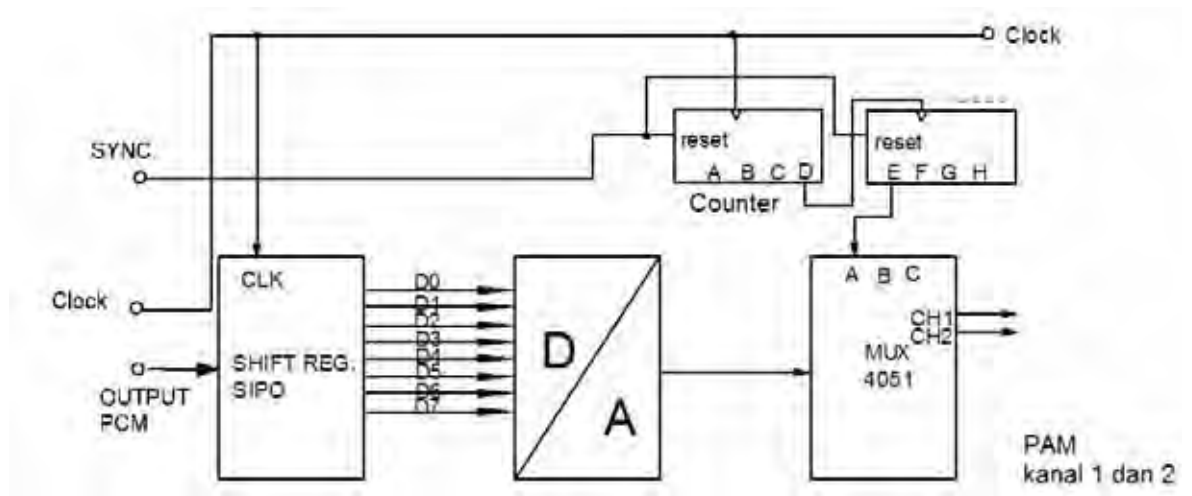 Clock
SYNC.
reset
A B C D
Counter
reset
E F G H
Clock
OUTPUT
PCM
CLK
SHIFT REG.
SIPO
D0
D1
D2
D3
D4
D5
D6
D7
D
A
A B C
CH1
CH2
MUX
4051
PAM
kanal 1 dan 2